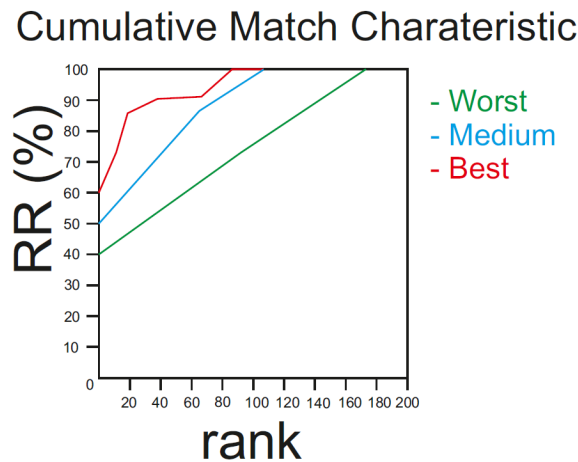 Cumulative Match Charateristic
RR (%)
100
90
80
70
60
50
40
30
20
10
0
20 40 60 80 100 120 140 160 180 200
rank
- Worst
- Medium
- Best